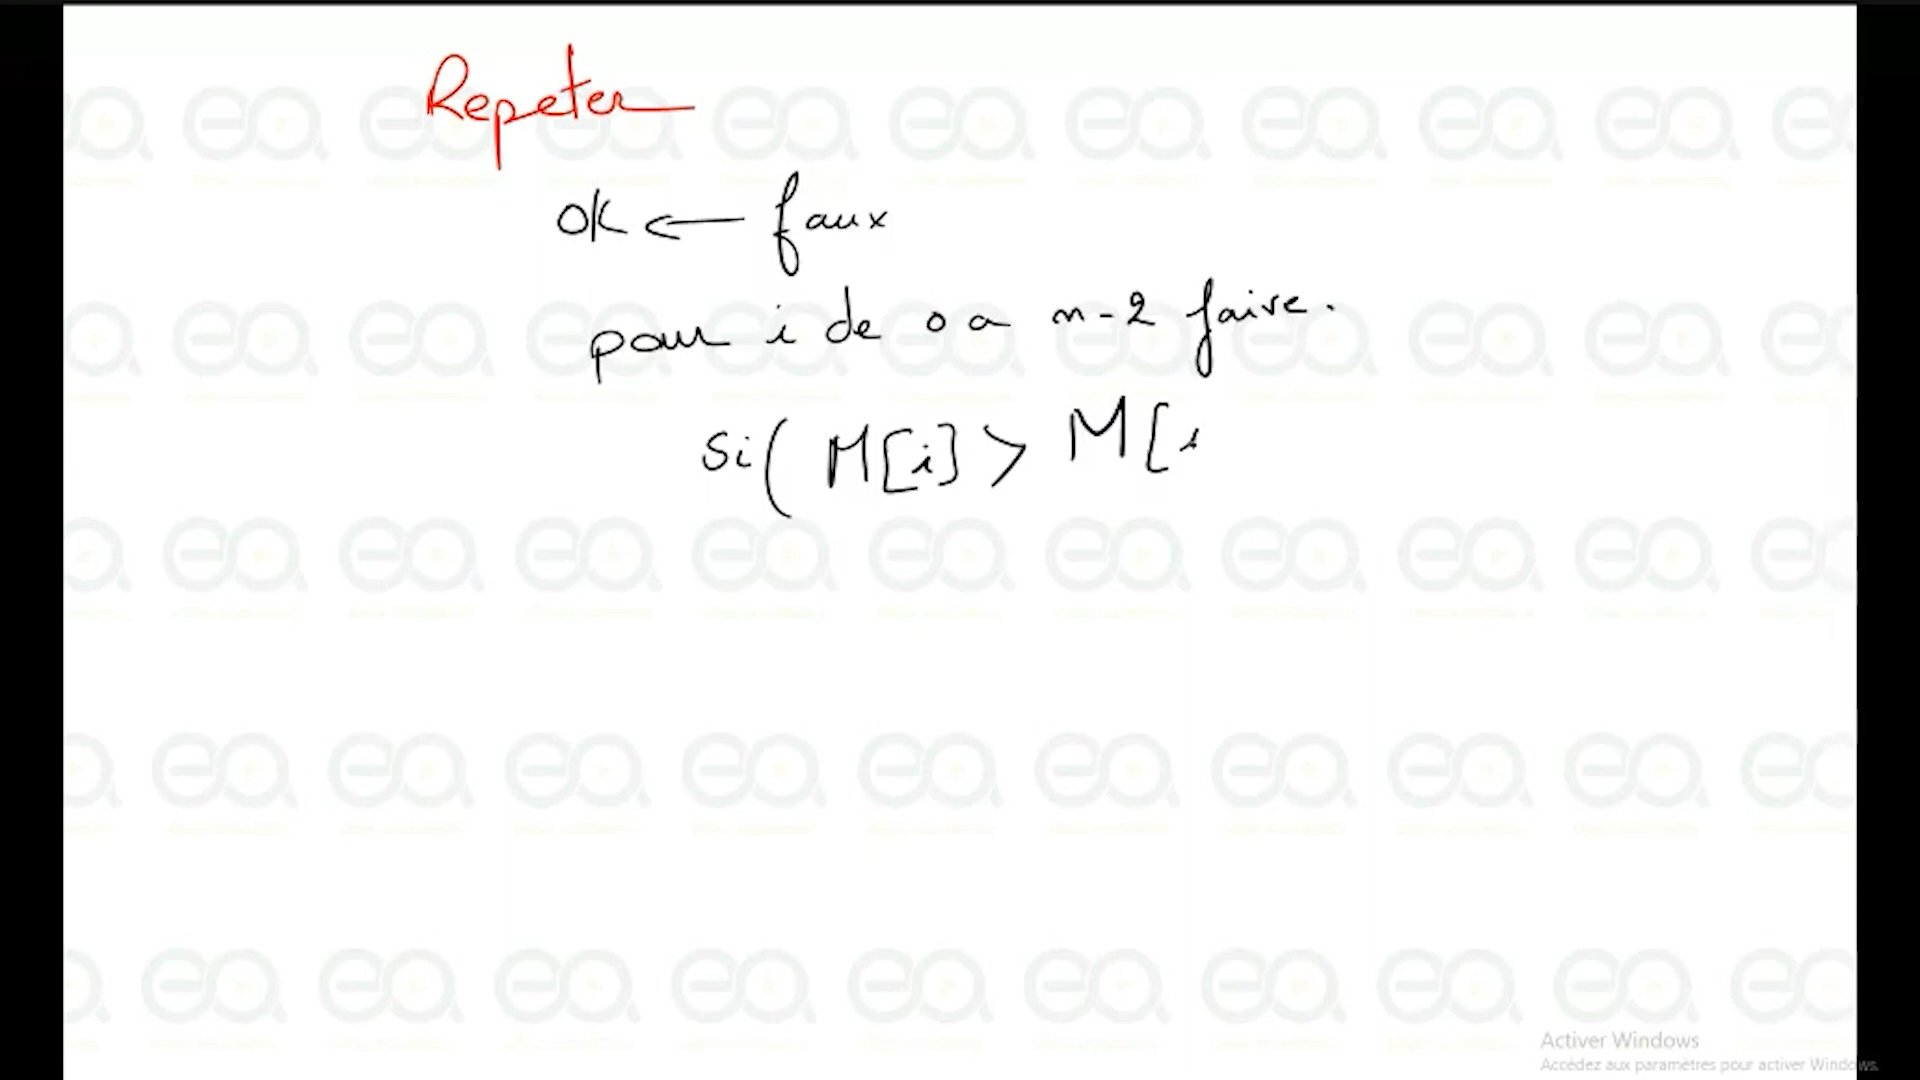 Repeter
OK ← faux
pour i de 0 a n-2 faire.
Si( M[i] > M[i
Activer Windows
Accédez aux paramètres pour activer Windows.